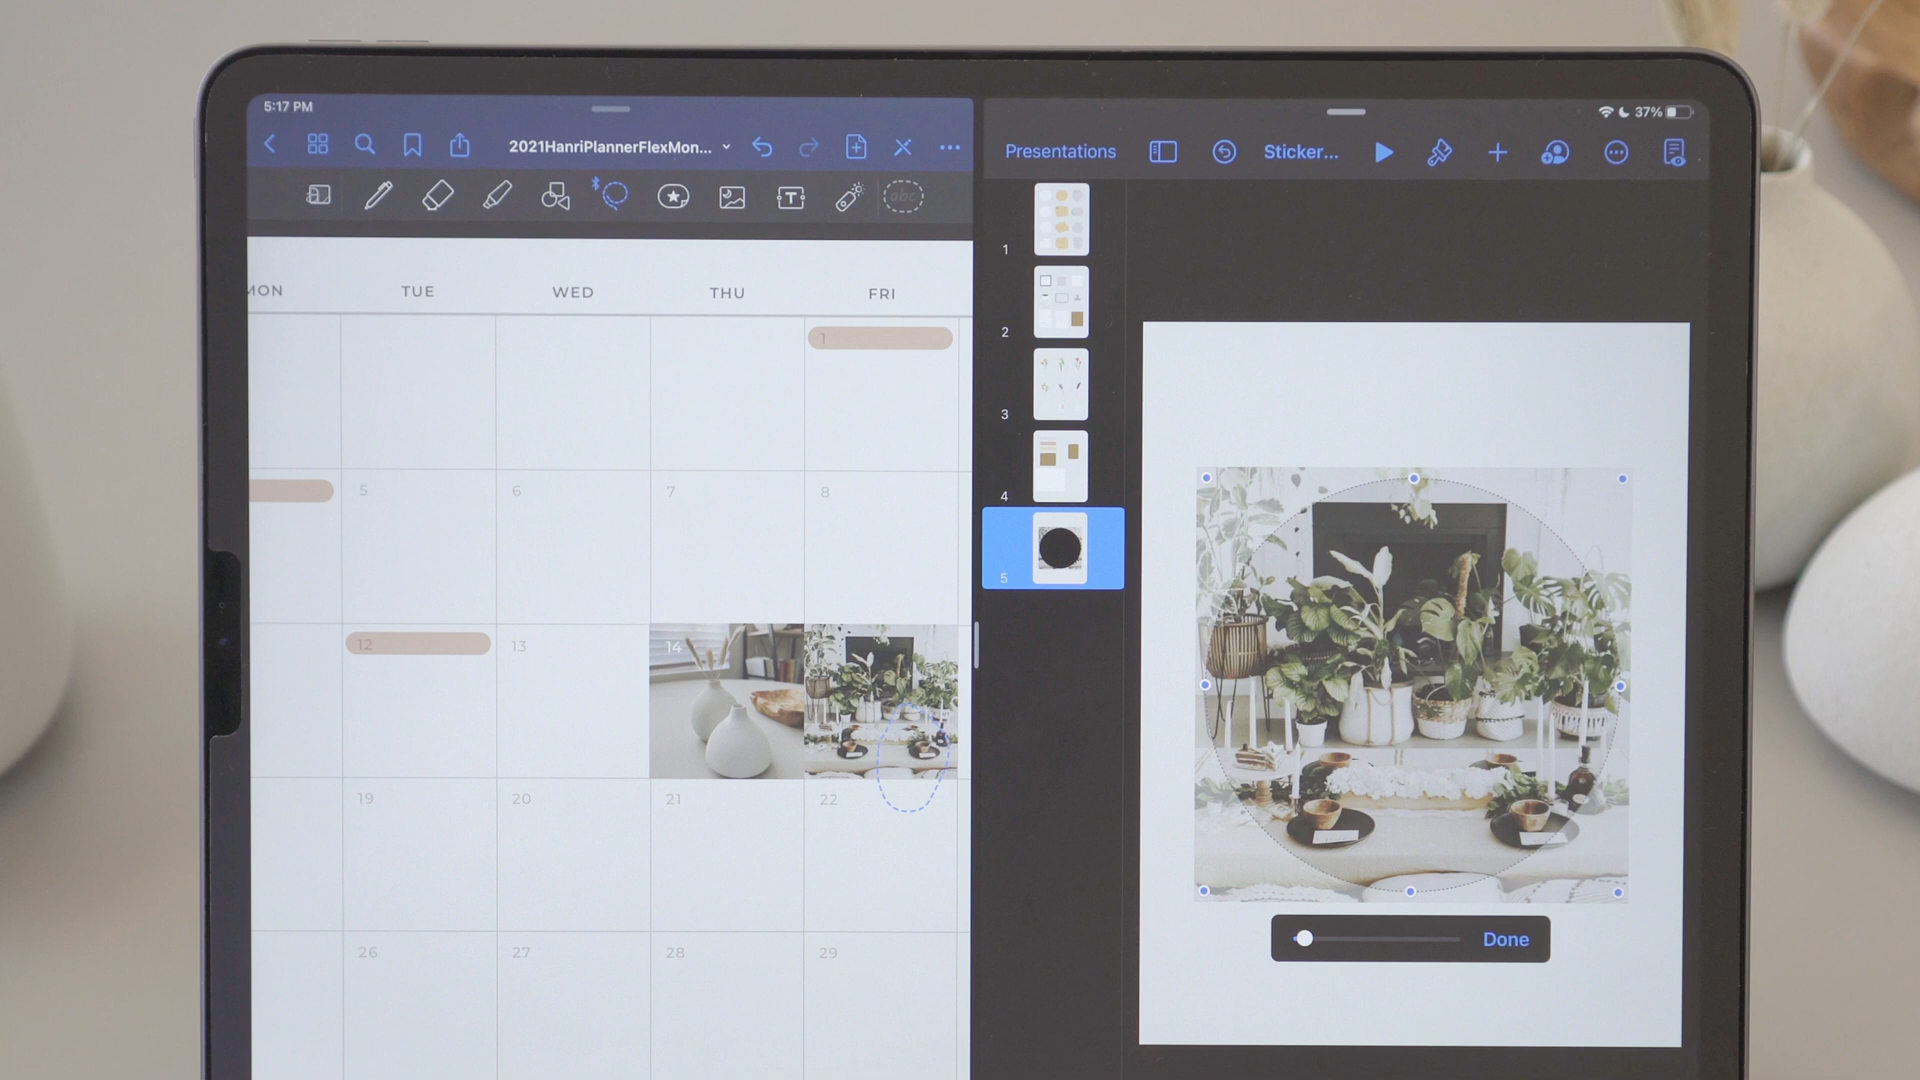 5:17 PM
2021HanriPlannerFlexMon...
T
abc
MON TUE WED THU FRI
1
5 6 7 8
12 13 14
19 20 21 22
26 27 28 29
37%
Presentations Sticker...
1
2
3
4
5
Done